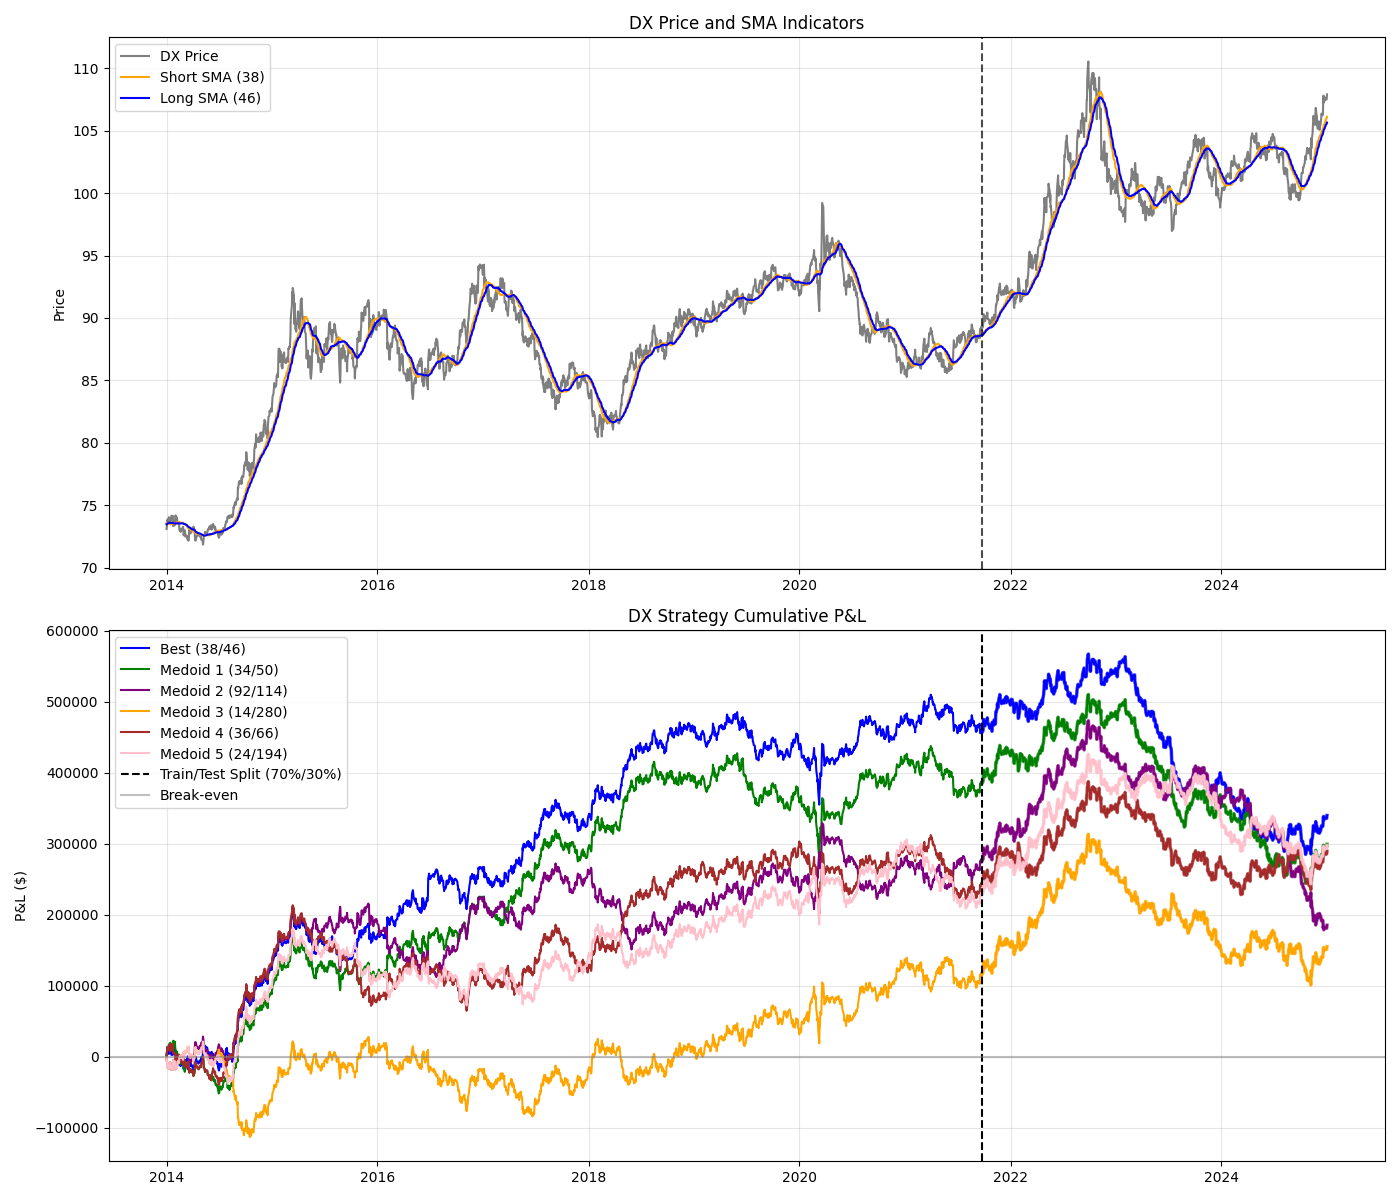 DX Price and SMA Indicators
DX Price
Short SMA (38)
Long SMA (46)
Price
110
105
100
95
90
85
80
75
70
2014 2016 2018 2020 2022 2024
DX Strategy Cumulative P&L
Best (38/46)
Medoid 1 (34/50)
Medoid 2 (92/114)
Medoid 3 (14/280)
Medoid 4 (36/66)
Medoid 5 (24/194)
Train/Test Split (70%/30%)
Break-even
P&L ($)
600000
500000
400000
300000
200000
100000
0
−100000
2014 2016 2018 2020 2022 2024